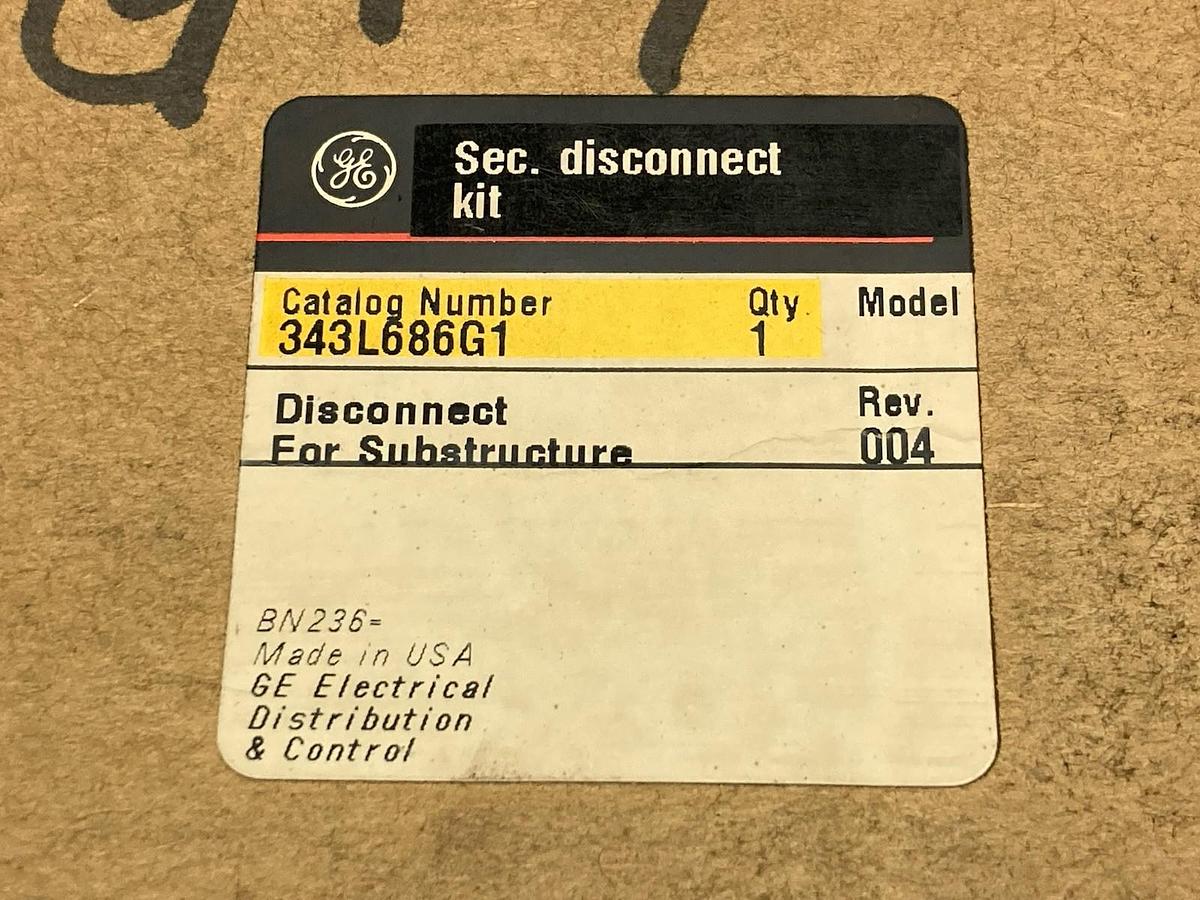 GE
Sec. disconnect
kit
Catalog Number Qty Model
343L686G1 1
Disconnect Rev.
For Substructure 004
BN236=
Made in USA
GE Electrical
Distribution
& Control